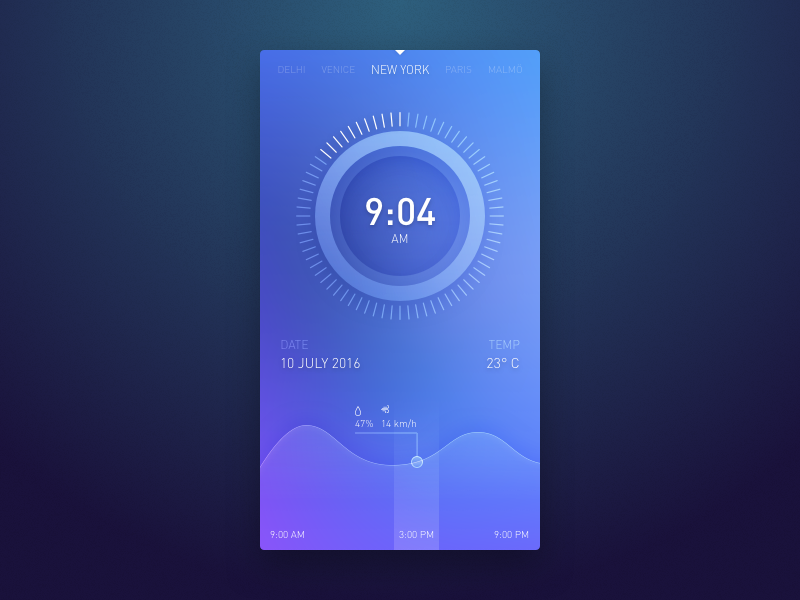 DELHI VENICE NEW YORK PARIS MALMÖ
9:04
AM
DATE TEMP
10 JULY 2016 23° C
47% 14 km/h
9:00 AM 3:00 PM 9:00 PM